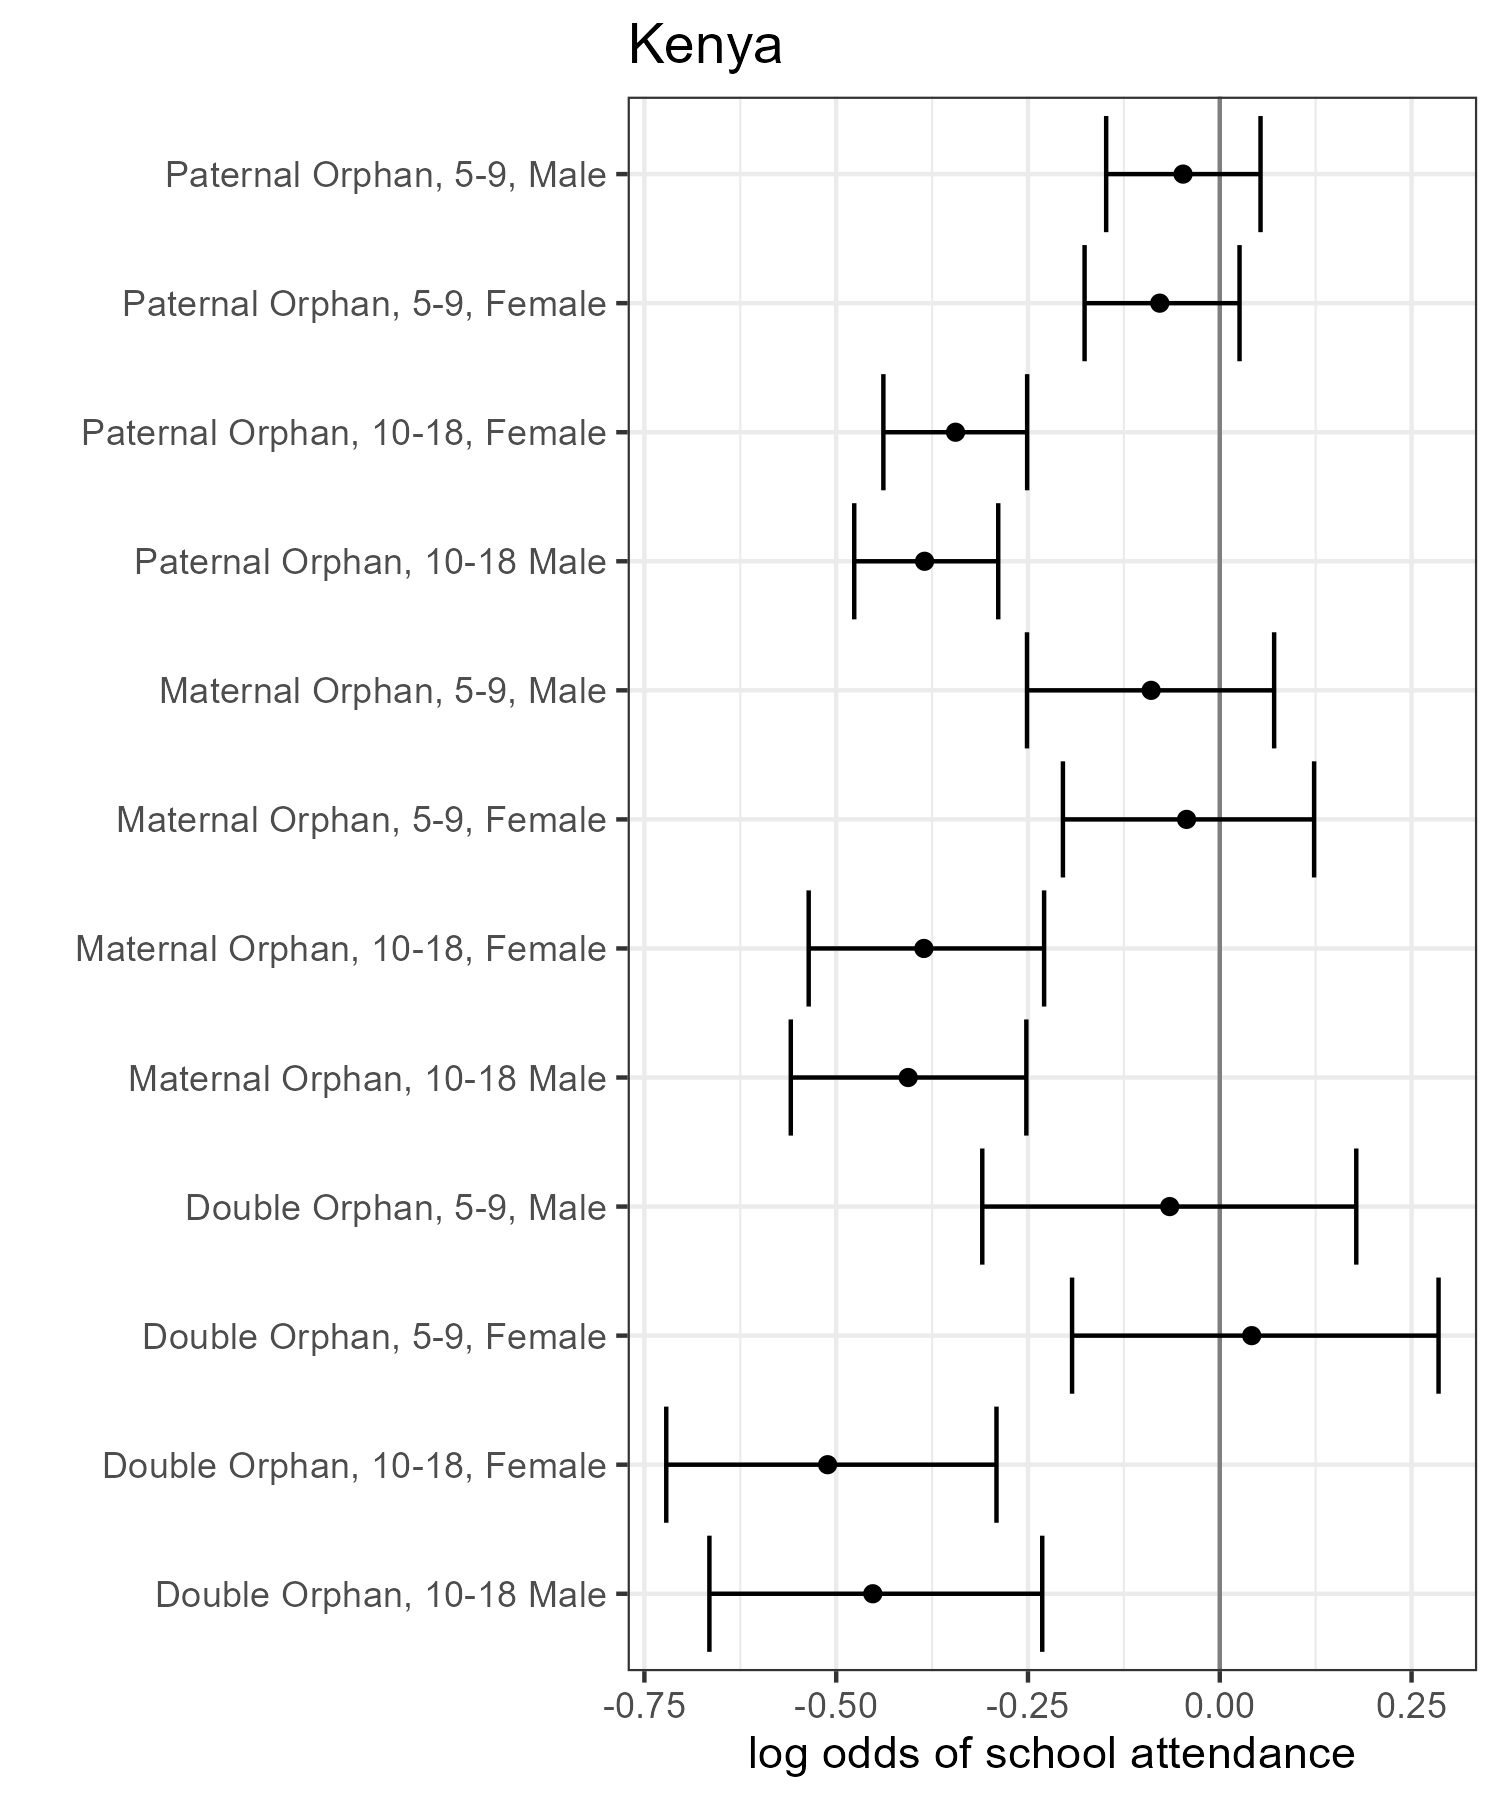 Kenya
Paternal Orphan, 5-9, Male
Paternal Orphan, 5-9, Female
Paternal Orphan, 10-18, Female
Paternal Orphan, 10-18 Male
Maternal Orphan, 5-9, Male
Maternal Orphan, 5-9, Female
Maternal Orphan, 10-18, Female
Maternal Orphan, 10-18 Male
Double Orphan, 5-9, Male
Double Orphan, 5-9, Female
Double Orphan, 10-18, Female
Double Orphan, 10-18 Male
-0.75 -0.50 -0.25 0.00 0.25
log odds of school attendance